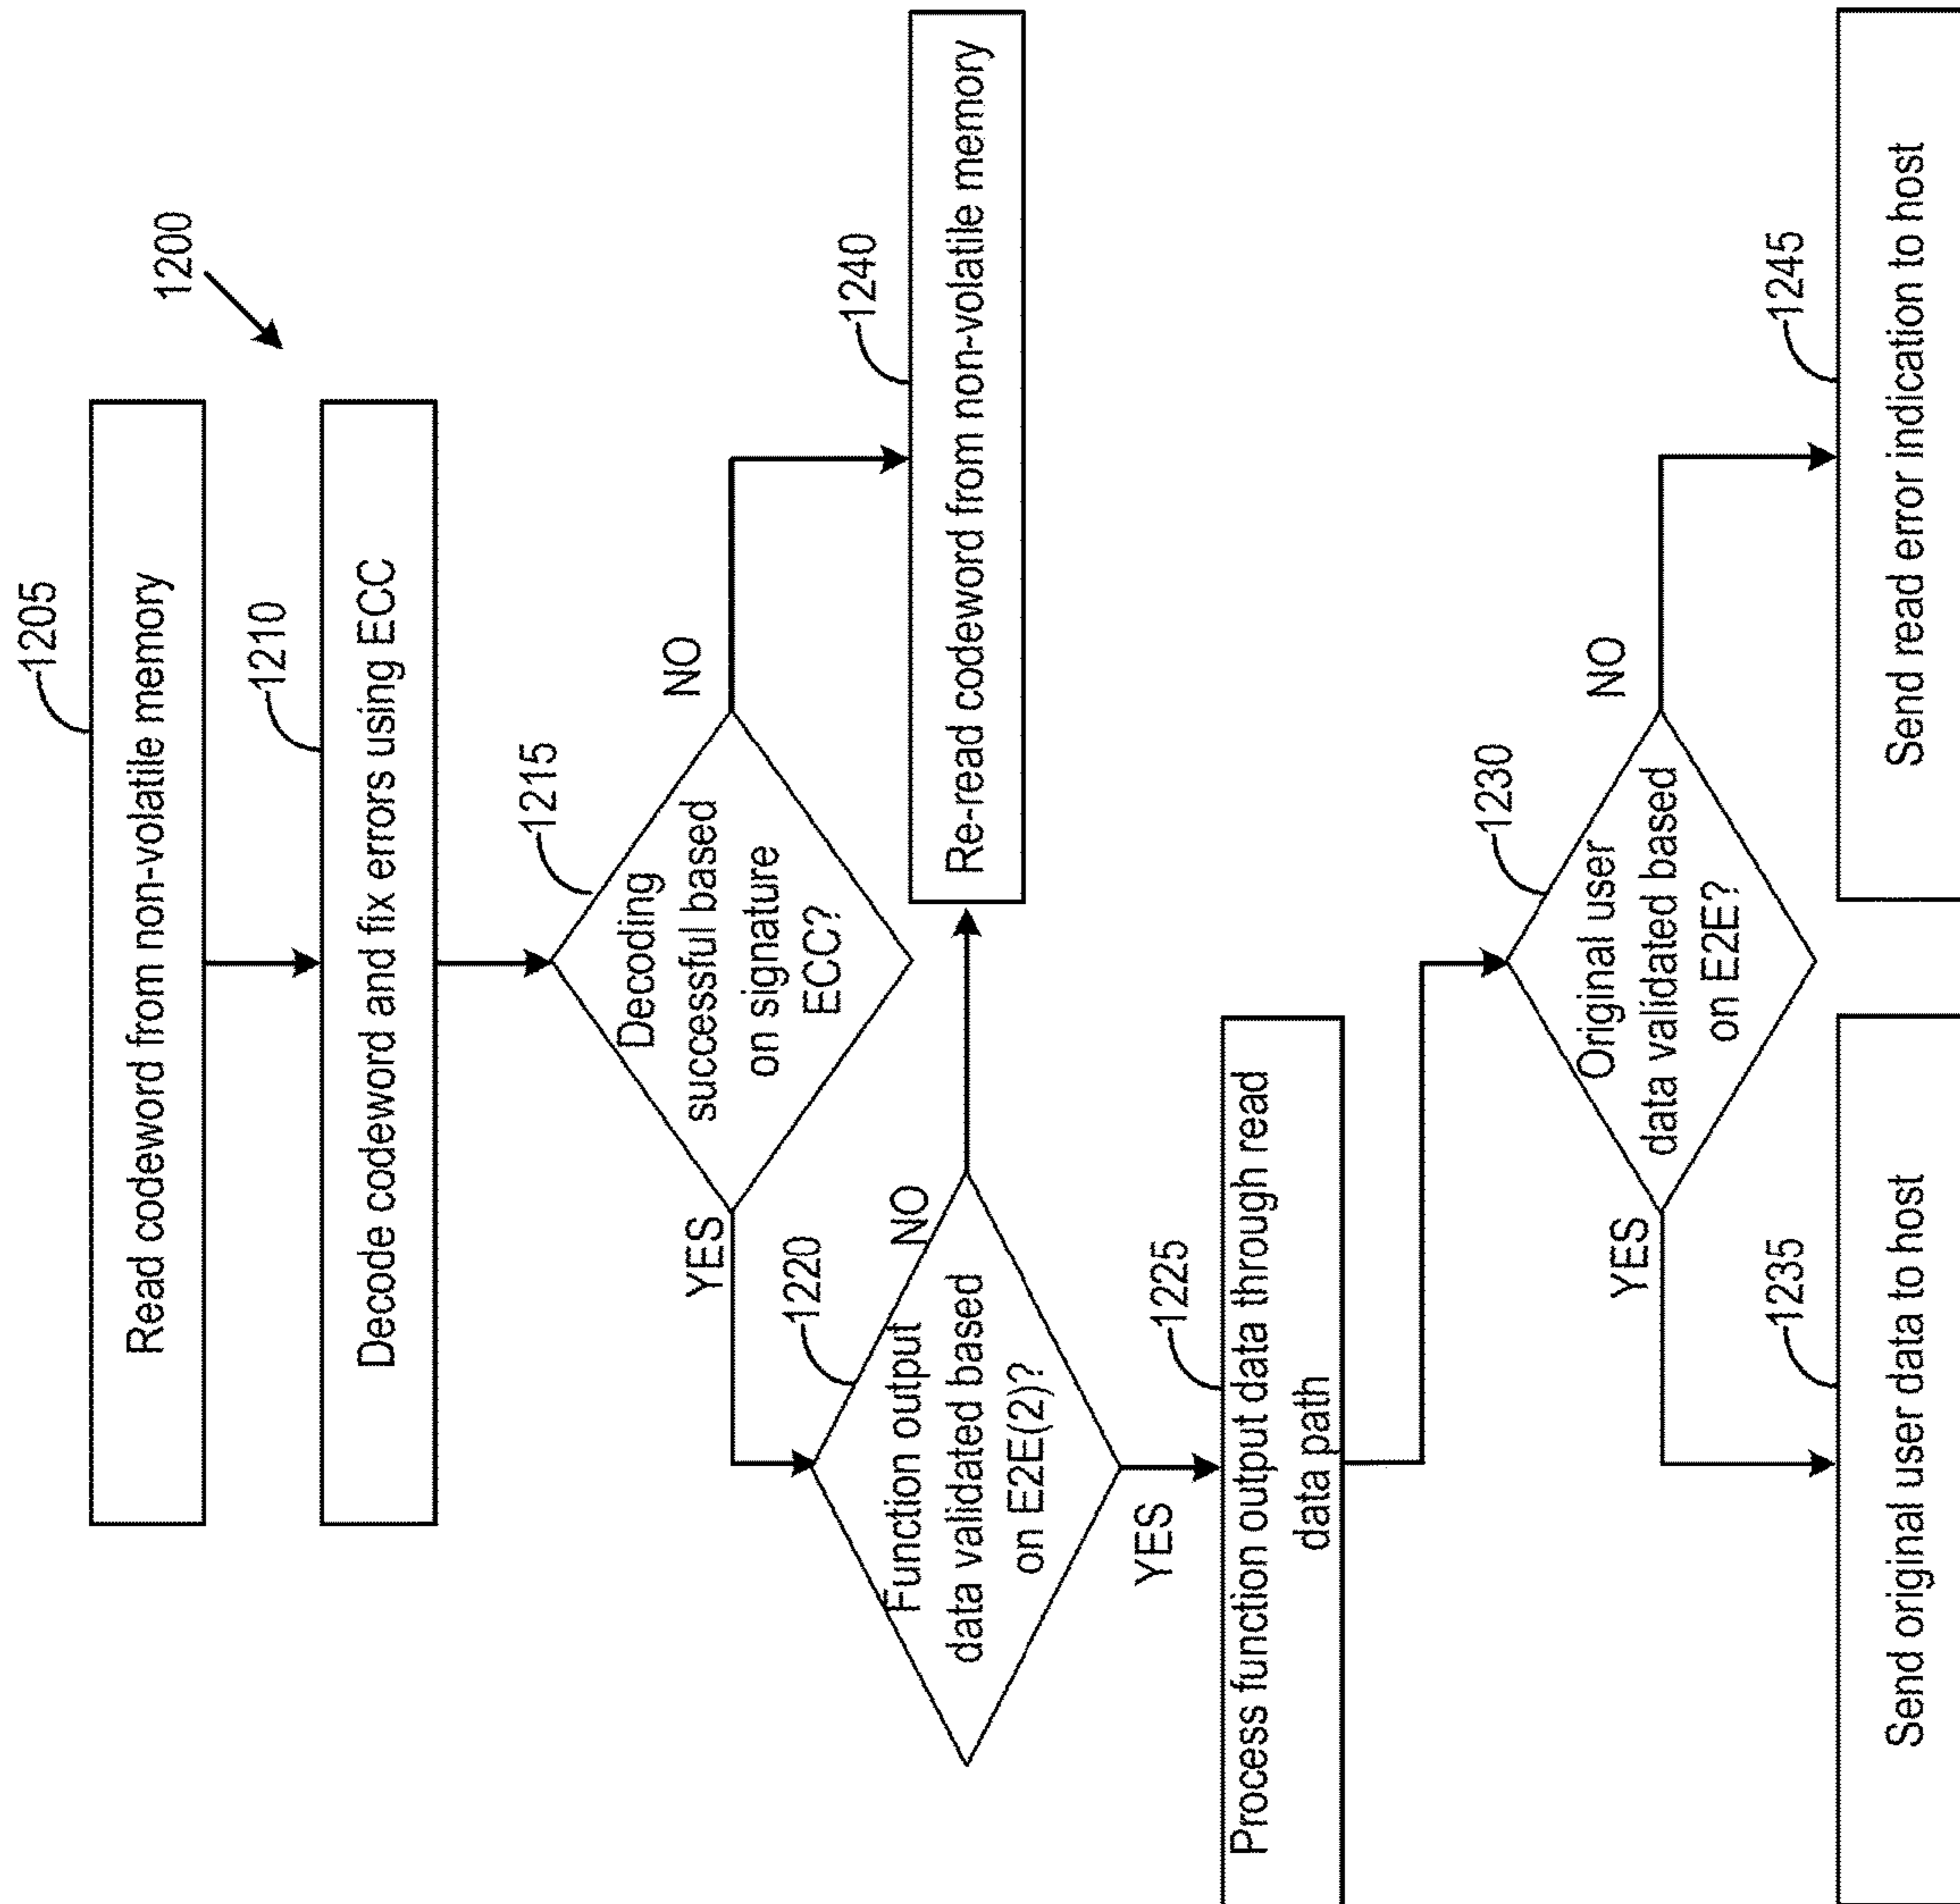 1200
1205
Read codeword from non-volatile memory
1210
Decode codeword and fix errors using ECC
1215
Decoding
successful based
on signature
ECC?
YES
NO
1220
Function output
data validated based
on E2E(2)?
NO
YES
1240
Re-read codeword from non-volatile memory
1225
Process function output data through read
data path
1230
Original user
data validated based
on E2E?
YES
NO
1235
Send original user data to host
1245
Send read error indication to host